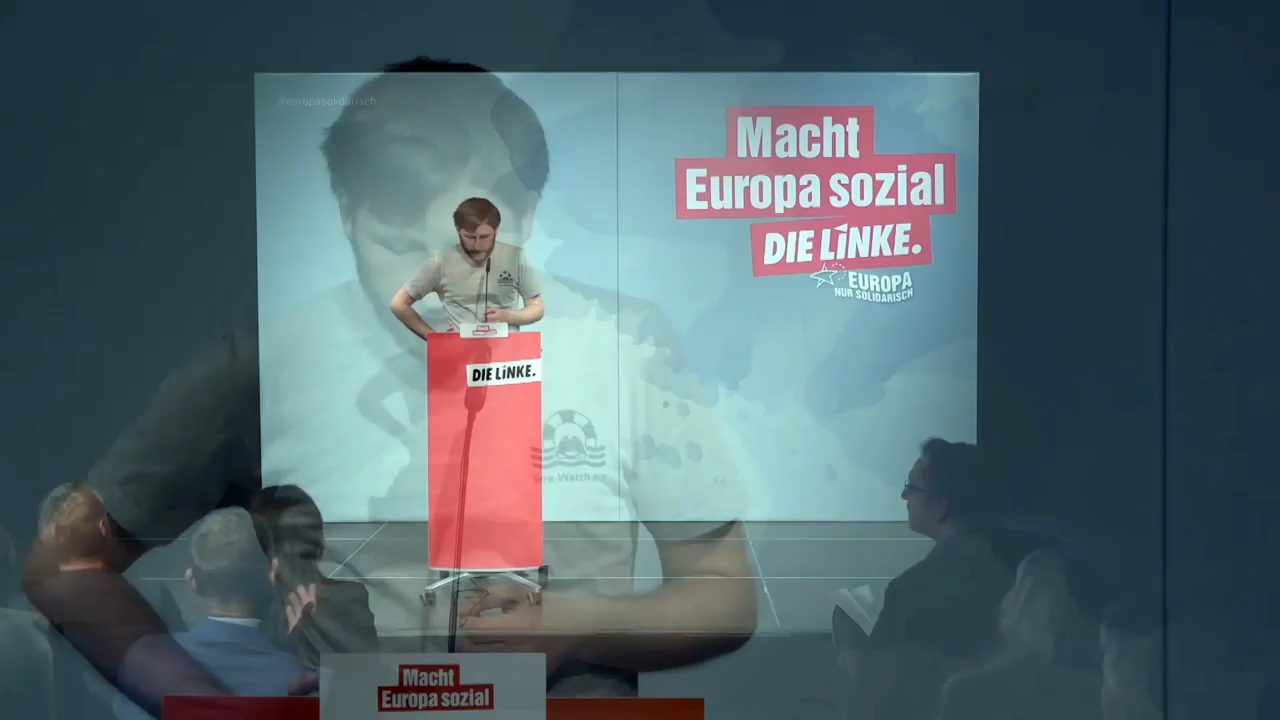 #europasolidarisch
Macht
Europa sozial
DIE LINKE.
EUROPA
NUR SOLIDARISCH
DIE LINKE.
Sea-Watch
Macht
Europa sozial